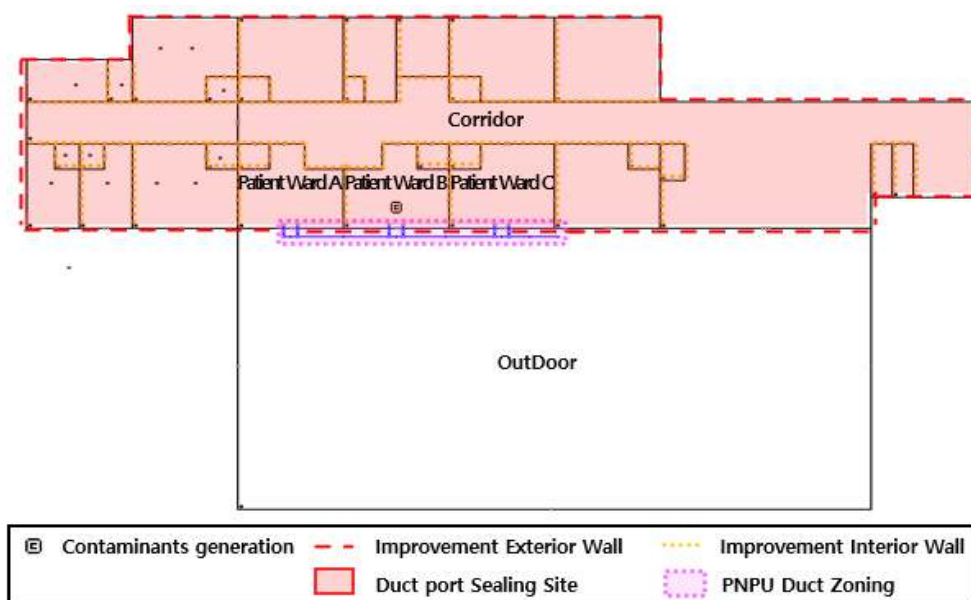 Corridor
Patient Ward A Patient Ward B Patient Ward C
C
OutDoor
C Contaminants generation Improvement Exterior Wall Improvement Interior Wall
Duct port Sealing Site PNPU Duct Zoning